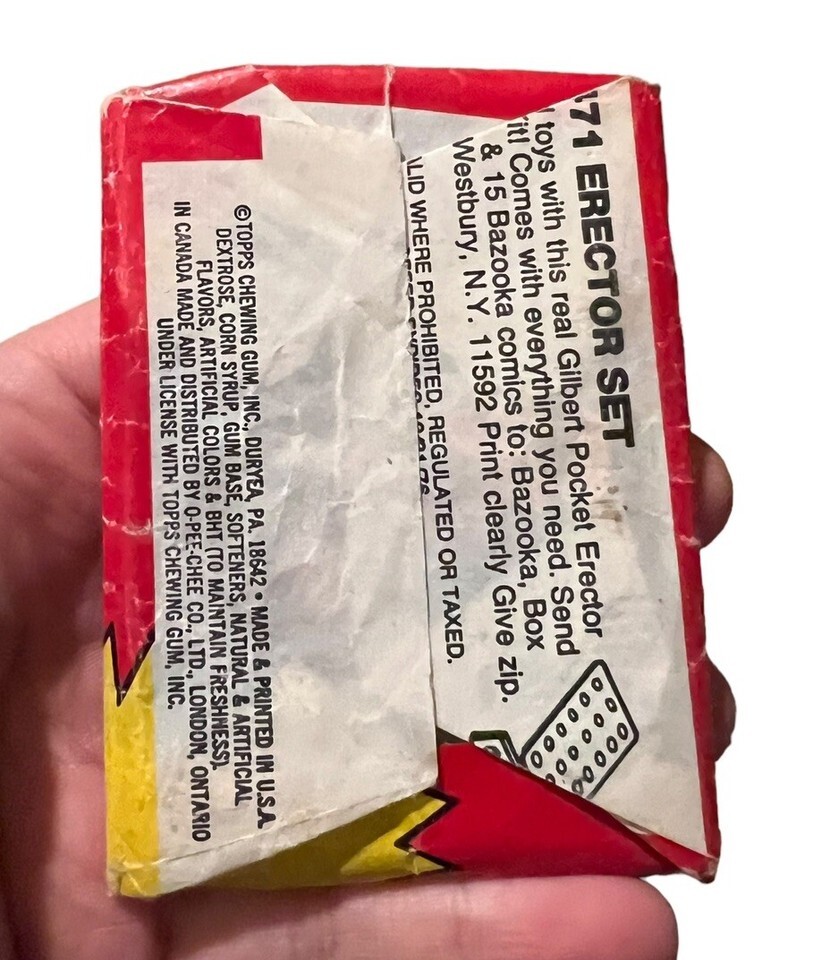 '71 ERECTOR SET
toys with this real Gilbert Pocket Erector
it! Comes with everything you need. Send
& 15 Bazooka comics to: Bazooka, Box
Westbury, N.Y. 11592 Print clearly Give zip.
LID WHERE PROHIBITED, REGULATED OR TAXED.
©TOPPS CHEWING GUM, INC., DURYEA, PA. 18642 • MADE & PRINTED IN U.S.A.
DEXTROSE, CORN SYRUP, GUM BASE, SOFTENERS, NATURAL & ARTIFICIAL
FLAVORS, ARTIFICIAL COLORS & BHT (TO MAINTAIN FRESHNESS).
IN CANADA MADE AND DISTRIBUTED BY O-PEE-CHEE CO., LTD., LONDON, ONTARIO
UNDER LICENSE WITH TOPPS CHEWING GUM, INC.